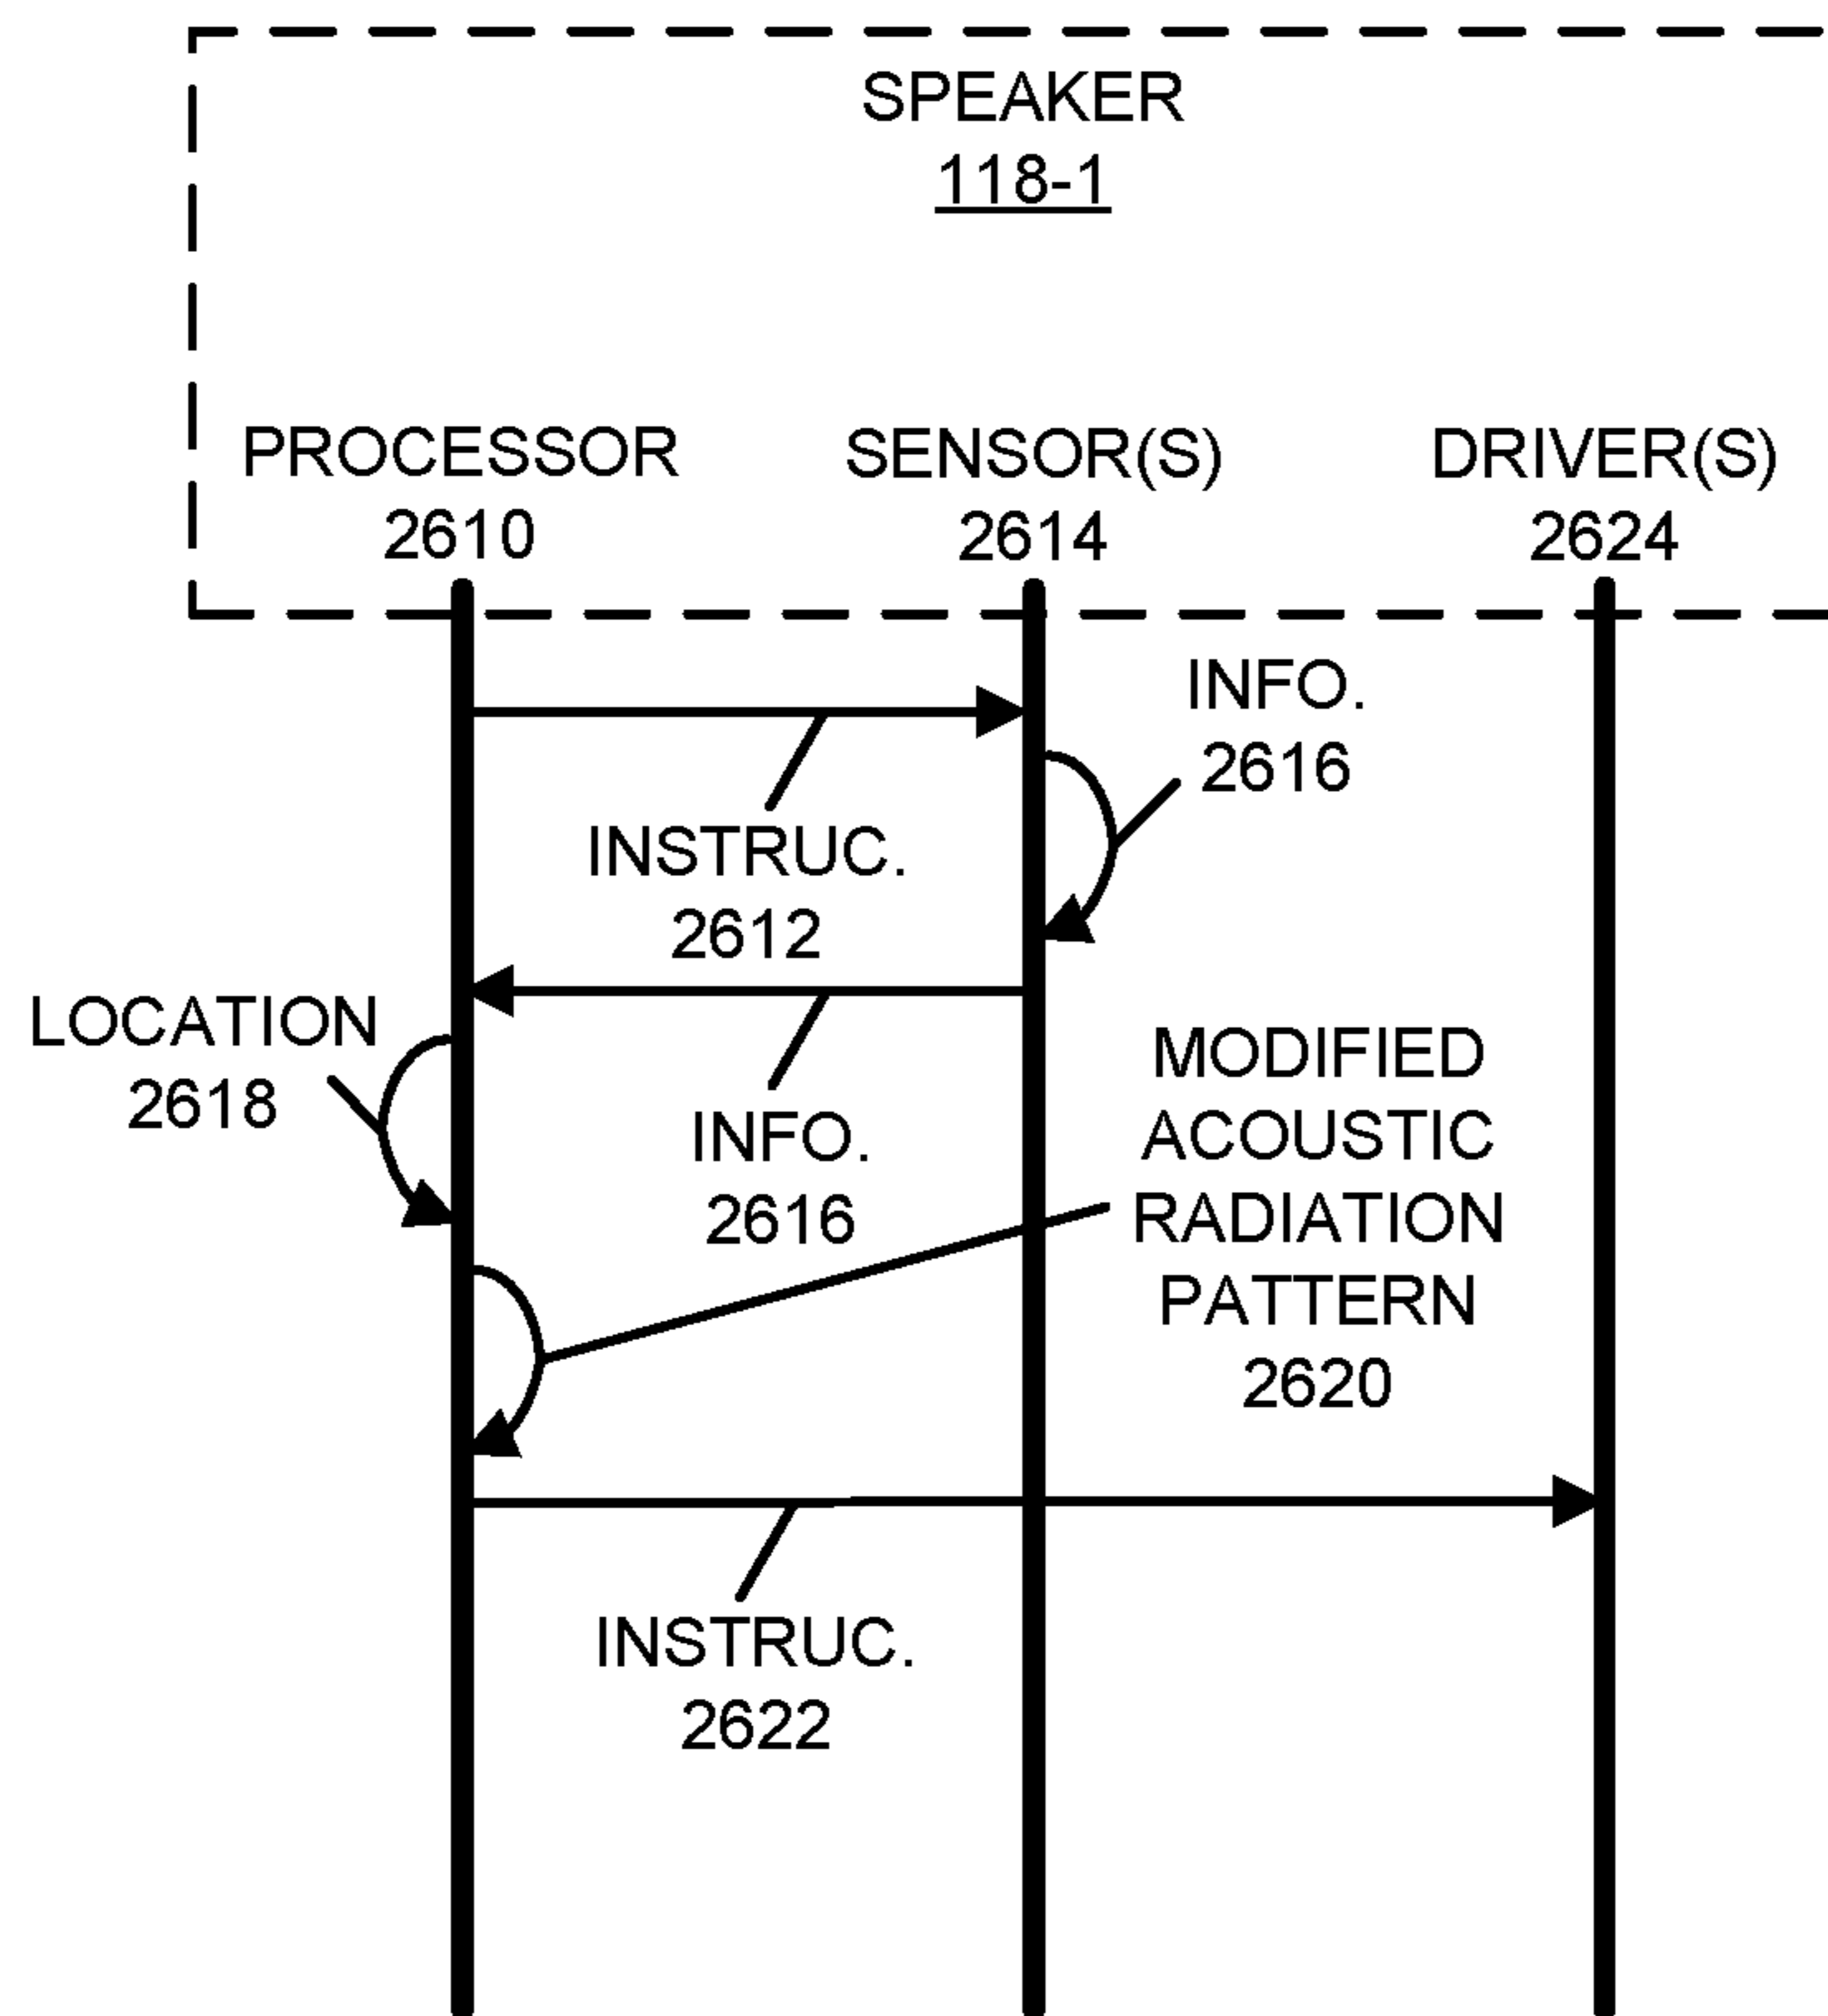 SPEAKER
118-1
PROCESSOR
2610
SENSOR(S)
2614
DRIVER(S)
2624
INFO.
2616
INSTRUC.
2612
LOCATION
2618
INFO.
2616
MODIFIED
ACOUSTIC
RADIATION
PATTERN
2620
INSTRUC.
2622